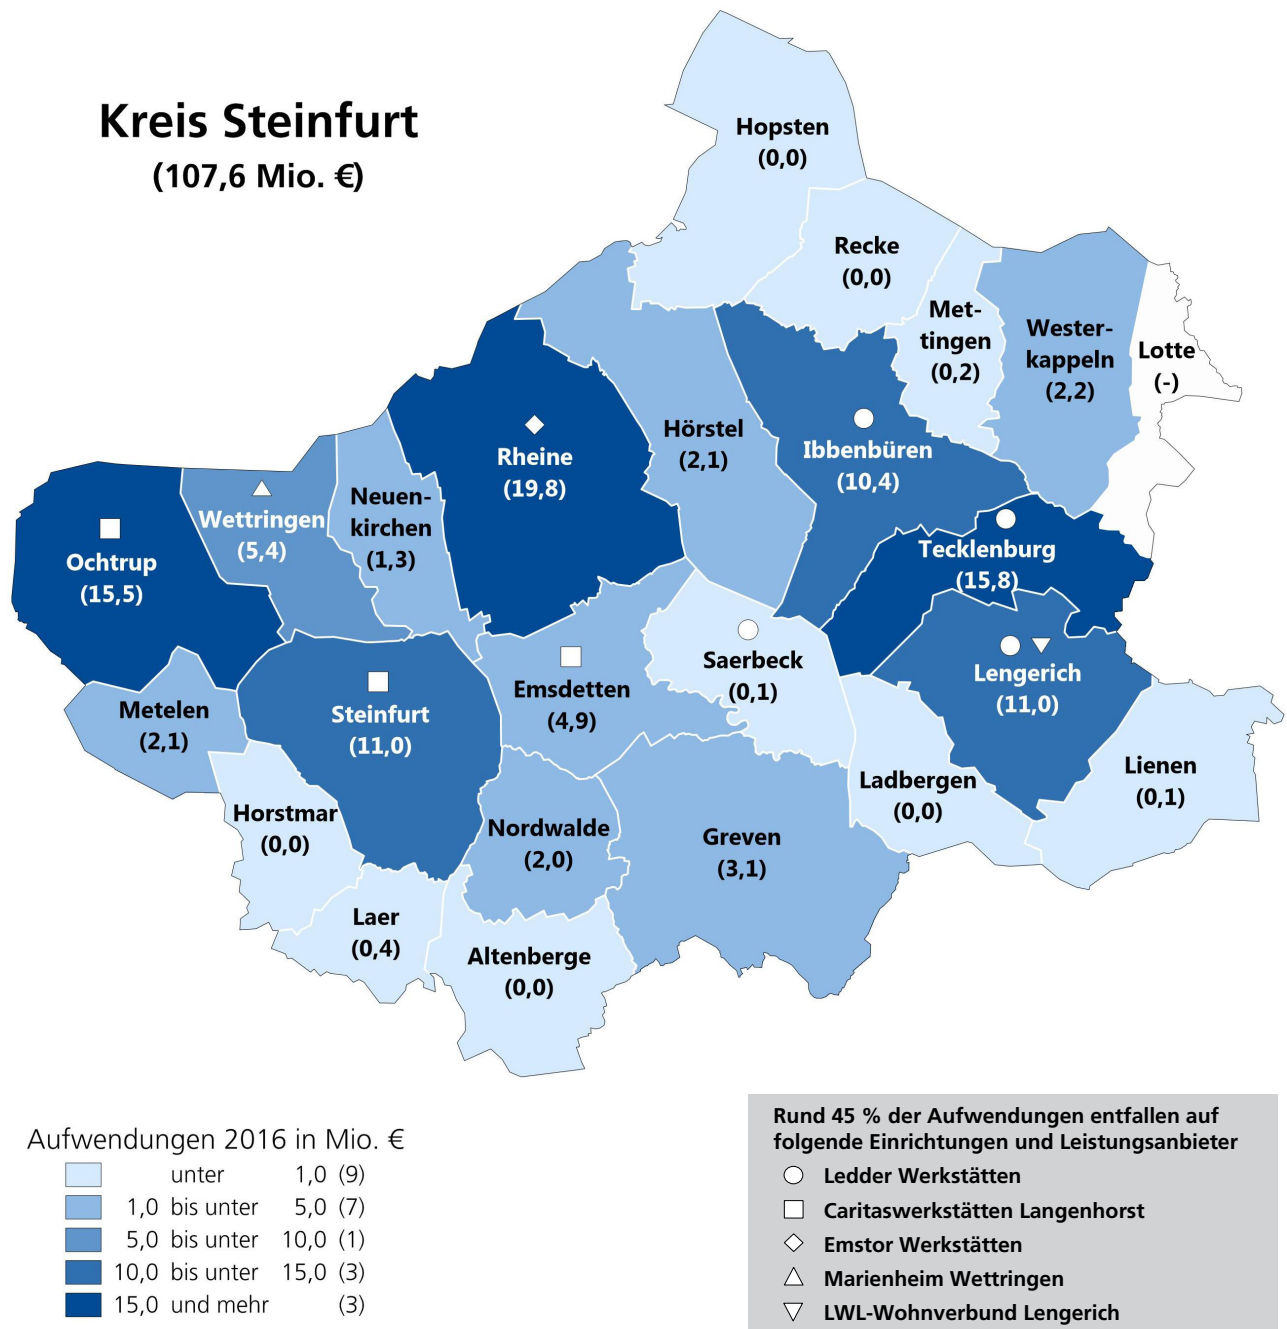 Kreis Steinfurt
(107,6 Mio. €)
Hopsten
(0,0)
Recke
(0,0)
Met-
tingen
(0,2)
Wester-
kappeln
(2,2)
Lotte
(-)
Hörstel
(2,1)
Ibbenbüren
(10,4)
Rheine
(19,8)
Neuen-
kirchen
(1,3)
Wettringen
(5,4)
Ochtrup
(15,5)
Tecklenburg
(15,8)
Lengerich
(11,0)
Saerbeck
(0,1)
Emsdetten
(4,9)
Steinfurt
(11,0)
Metelen
(2,1)
Ladbergen
(0,0)
Lienen
(0,1)
Horstmar
(0,0)
Nordwalde
(2,0)
Greven
(3,1)
Laer
(0,4)
Altenberge
(0,0)
Aufwendungen 2016 in Mio. €
unter 1,0 (9)
1,0 bis unter 5,0 (7)
5,0 bis unter 10,0 (1)
10,0 bis unter 15,0 (3)
15,0 und mehr (3)
Rund 45 % der Aufwendungen entfallen auf
folgende Einrichtungen und Leistungsanbieter
Ledder Werkstätten
Caritaswerkstätten Langenhorst
Emstor Werkstätten
Marienheim Wettringen
LWL-Wohnverbund Lengerich